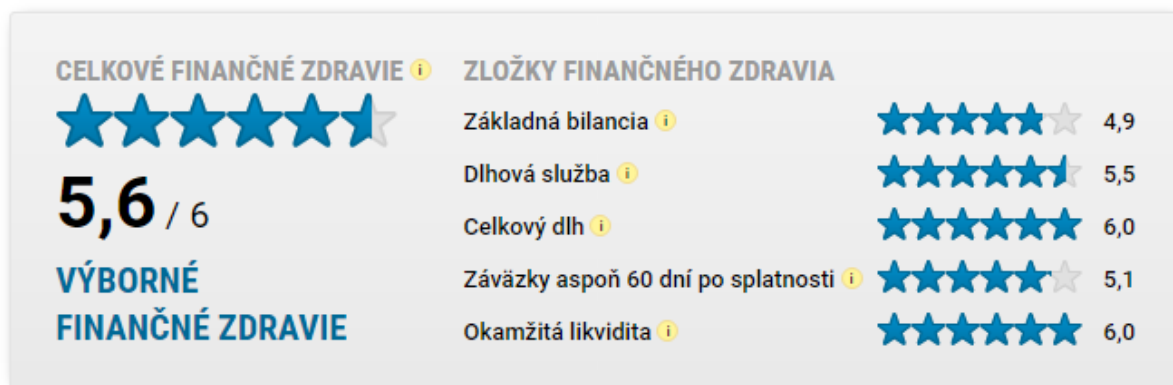 CELKOVÉ FINANČNÉ ZDRAVIE i
5,6 / 6
VÝBORNÉ
FINANČNÉ ZDRAVIE
ZLOŽKY FINANČNÉHO ZDRAVIA
Základná bilancia i 4,9
Dlhová služba i 5,5
Celkový dlh i 6,0
Záväzky aspoň 60 dní po splatnosti i 5,1
Okamžitá likvidita i 6,0